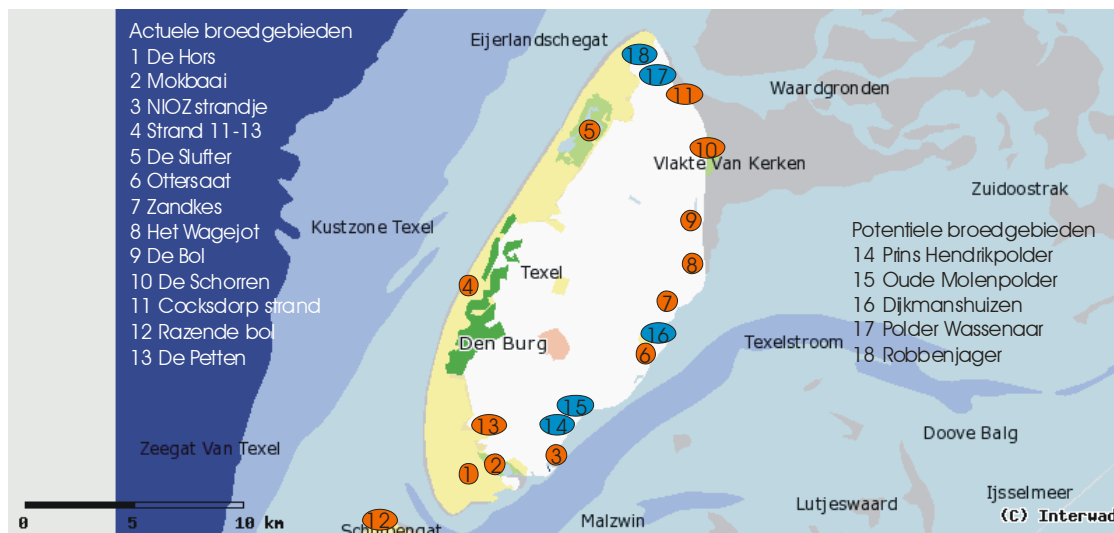 Actuele broedgebieden
1 De Hors
2 Mokbaai
3 NIOZ strandje
4 Strand 11-13
5 De Slufter
6 Ottersaat
7 Zandkes
8 Het Wagejot
9 De Bol
10 De Schorren
11 Cocksdorp strand
12 Razende bol
13 De Petten
Eijerlandschegat
18
17
11
Waardgronden
5
10
Vlakte Van Kerken
Zuidoostrak
Kustzone Texel
9
Potentiele broedgebieden
14 Prins Hendrikpolder
15 Oude Molenpolder
16 Dijkmanshuizen
17 Polder Wassenaar
18 Robbenjager
8
Texel
4
7
16
Den Burg
6
Texelstroom
15
13
14
Zeegat Van Texel
Doove Balg
3
2
1
Ijsselmeer
Lutjeswaard
0 5 10 km
12
Malzwin
(C) Interwad